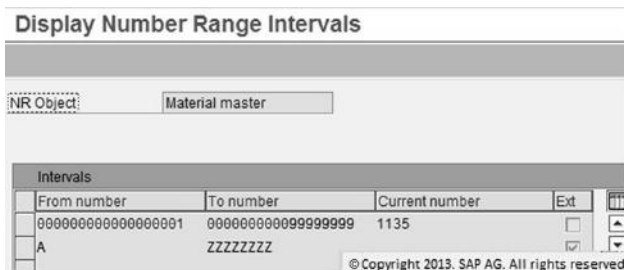 Display Number Range Intervals
NR Object Material master
Intervals
From number To number Current number Ext
000000000000000001 000000000099999999 1135
A ZZZZZZZZ
© Copyright 2013. SAP AG. All rights reserved